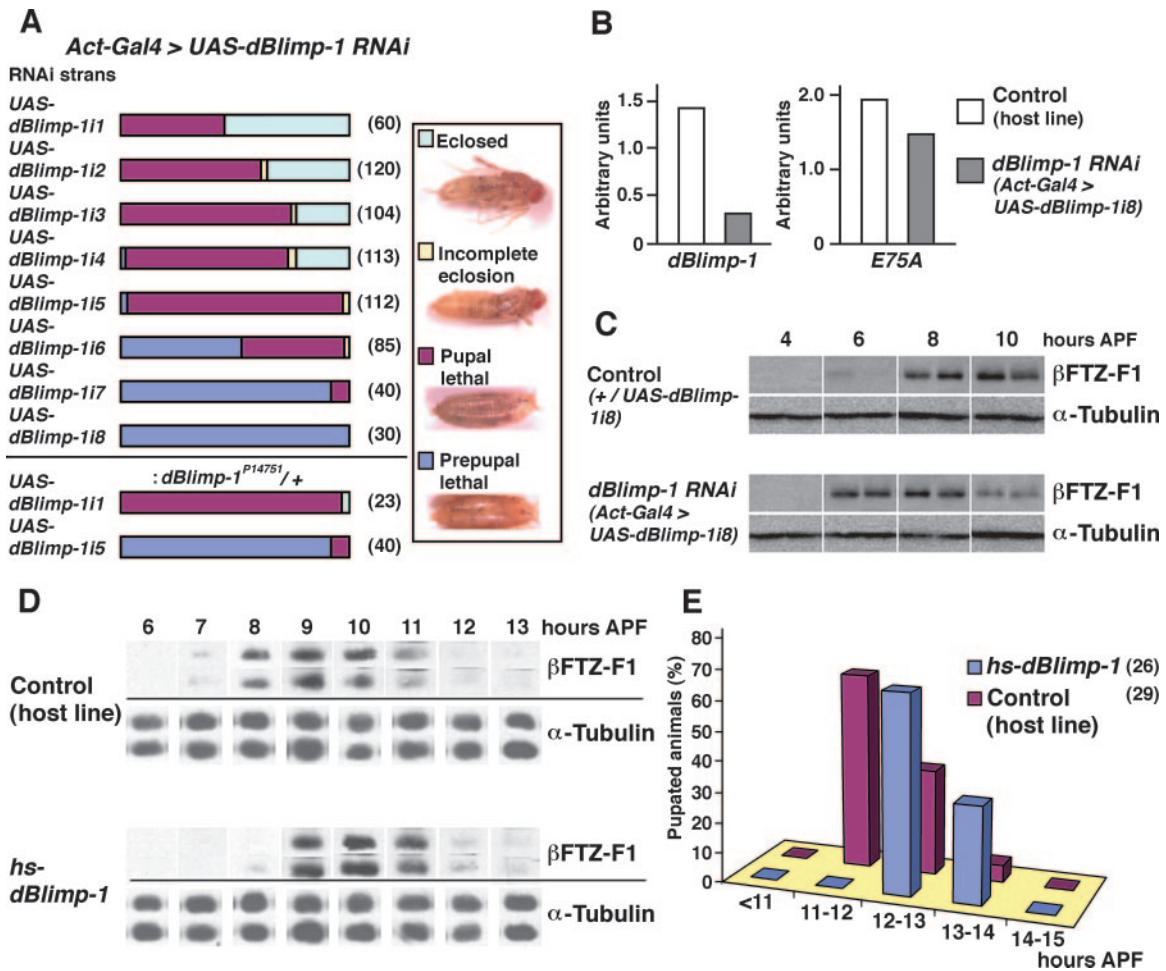 A
Act-Gal4 > UAS-dBlimp-1 RNAi
RNAi strans
UAS-
dBlimp-1i1
(60)
UAS-
dBlimp-1i2
(120)
UAS-
dBlimp-1i3
(104)
UAS-
dBlimp-1i4
(113)
UAS-
dBlimp-1i5
(112)
UAS-
dBlimp-1i6
(85)
UAS-
dBlimp-1i7
(40)
UAS-
dBlimp-1i8
(30)
: dBlimp-1P14751/+
UAS-
dBlimp-1i1
(23)
UAS-
dBlimp-1i5
(40)
Eclosed
Incomplete
eclosion
Pupal
lethal
Prepupal
lethal
B
Arbitrary units
1.5
1.0
0.5
0
dBlimp-1
Arbitrary units
2.0
1.0
0
E75A
Control
(host line)
dBlimp-1 RNAi
(Act-Gal4 >
UAS-dBlimp-1i8)
C
4 6 8 10 hours APF
Control
(+ / UAS-dBlimp-
1i8)
βFTZ-F1
α-Tubulin
dBlimp-1 RNAi
(Act-Gal4 >
UAS-dBlimp-1i8)
βFTZ-F1
α-Tubulin
D
6 7 8 9 10 11 12 13 hours APF
Control
(host line)
βFTZ-F1
α-Tubulin
hs-
dBlimp-1
βFTZ-F1
α-Tubulin
E
Pupated animals (%)
80
70
60
50
40
30
20
10
0
hs-dBlimp-1 (26)
Control (29)
(host line)
<11
11-12
12-13
13-14
14-15
hours APF